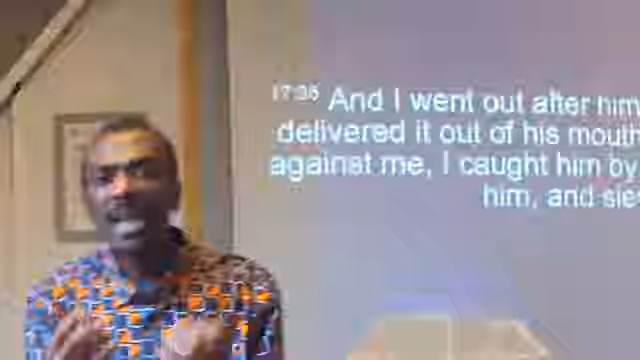 17:35 And I went out after him
delivered it out of his mouth
against me, I caught him by
him, and slew